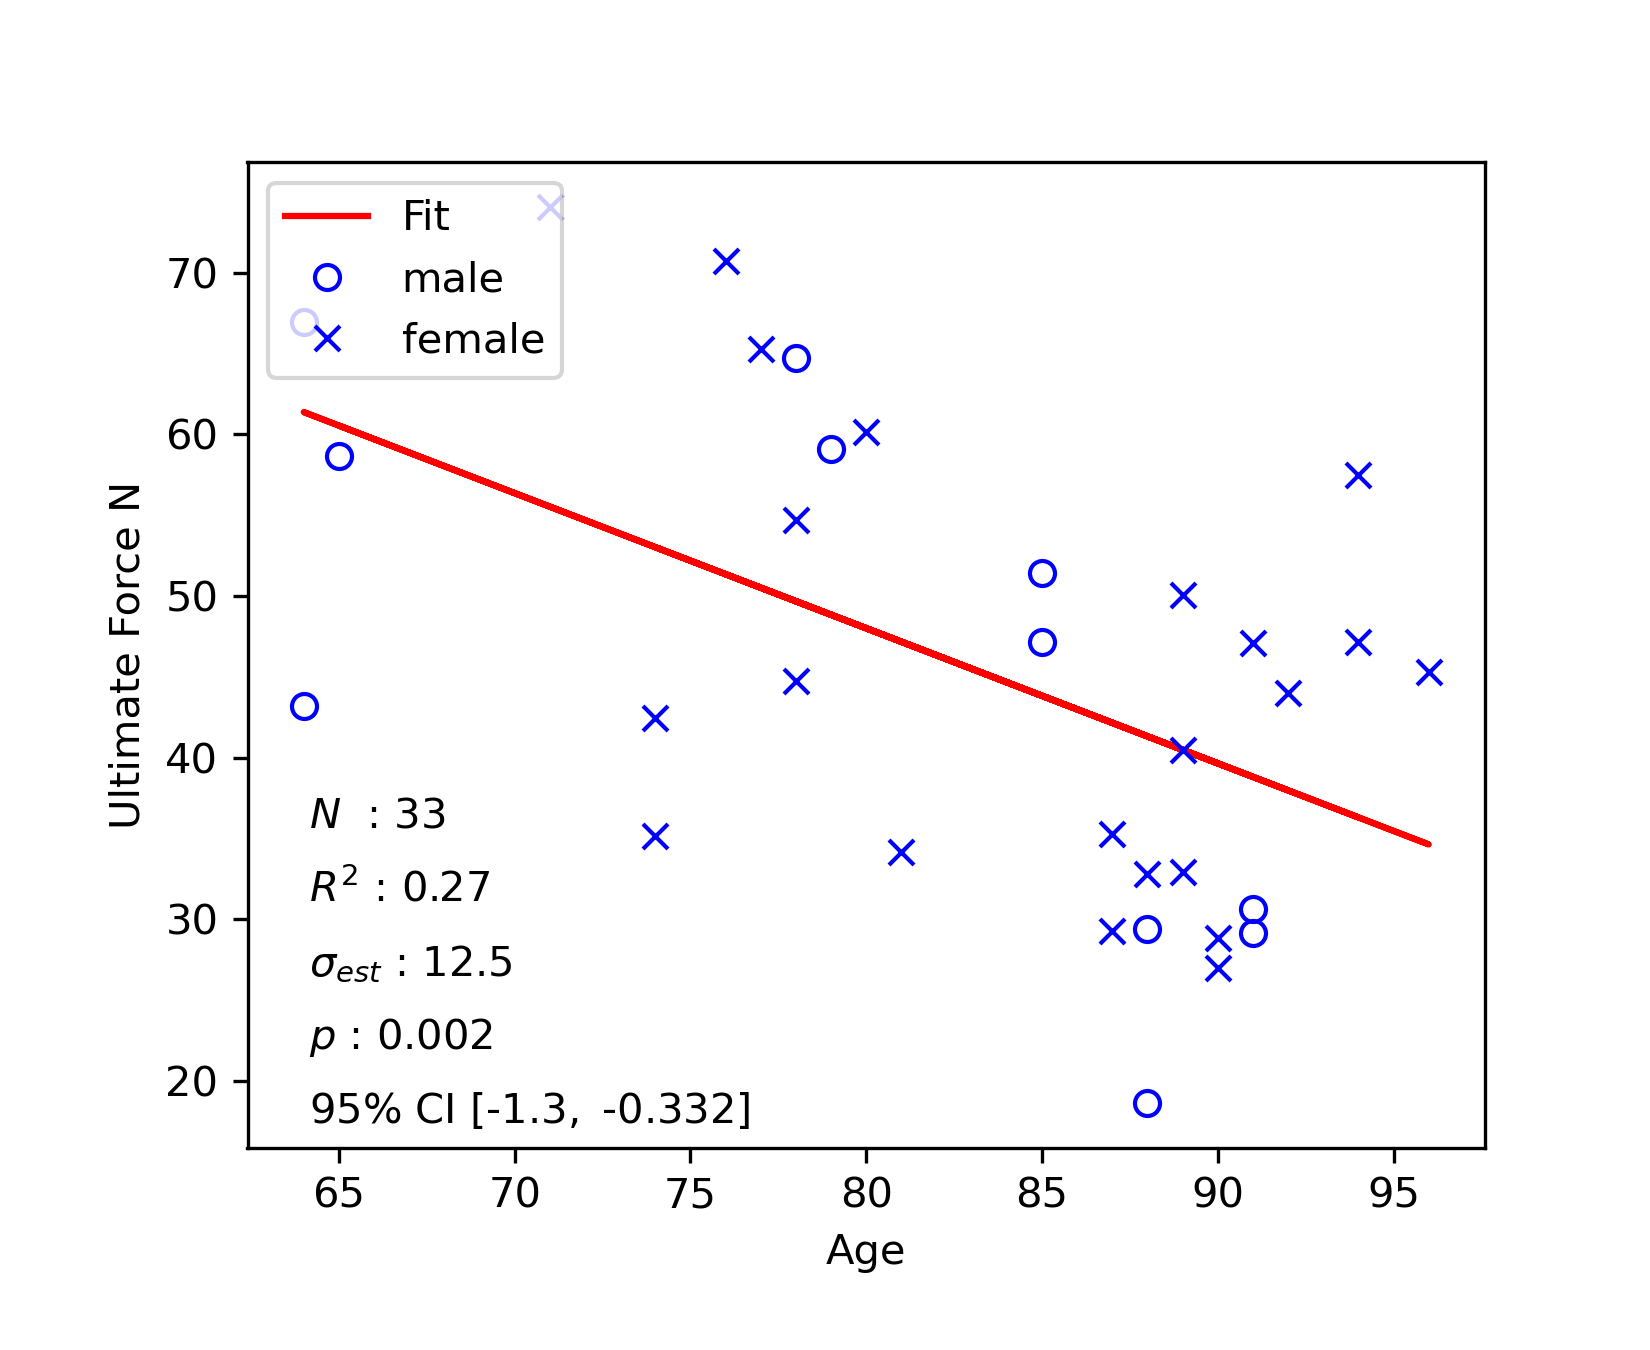 Fit
male
female
70
60
50
40
30
20
Ultimate Force N
N : 33
R² : 0.27
σest : 12.5
p : 0.002
95% CI [-1.3, -0.332]
65 70 75 80 85 90 95
Age